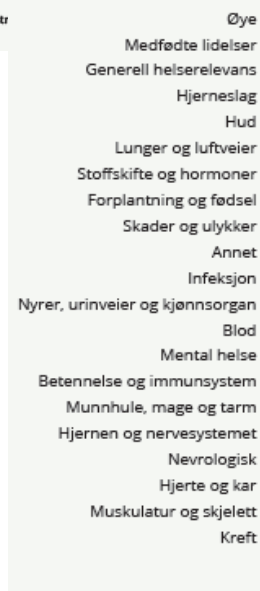 Øye
Medfødte lidelser
Generell helserelevans
Hjerneslag
Hud
Lunger og luftveier
Stoffskifte og hormoner
Forplantning og fødsel
Skader og ulykker
Annet
Infeksjon
Nyrer, urinveier og kjønnsorgan
Blod
Mental helse
Betennelse og immunsystem
Munnhule, mage og tarm
Hjernen og nervesystemet
Nevrologisk
Hjerte og kar
Muskulatur og skjelett
Kreft